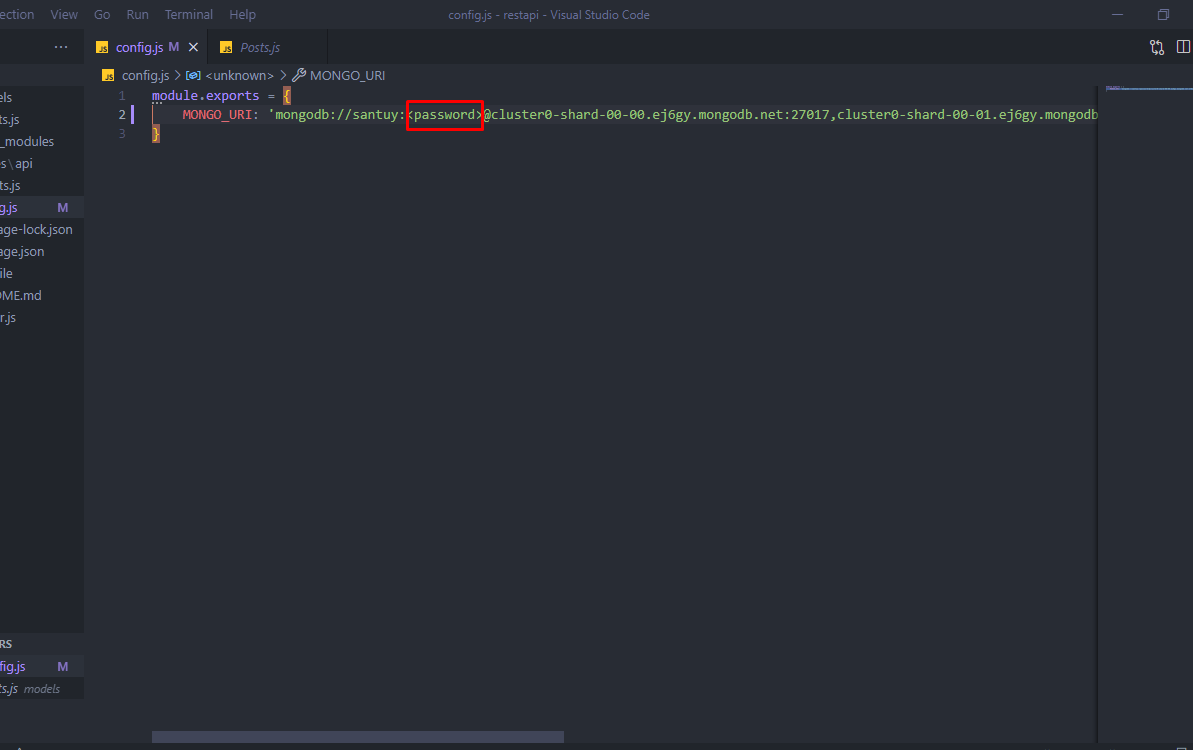 ection View Go Run Terminal Help config.js - restapi - Visual Studio Code
... JS config.js M JS Posts.js
JS config.js > <unknown> > MONGO_URI
els
ts.js
_modules
s\api
ts.js
g.js M
age-lock.json
age.json
ile
OME.md
r.js
1 module.exports = {
2 MONGO_URI: 'mongodb://santuy:<password>@cluster0-shard-00-00.ej6gy.mongodb.net:27017,cluster0-shard-00-01.ej6gy.mongodb
3 }
RS
fig.js M
ts.js models